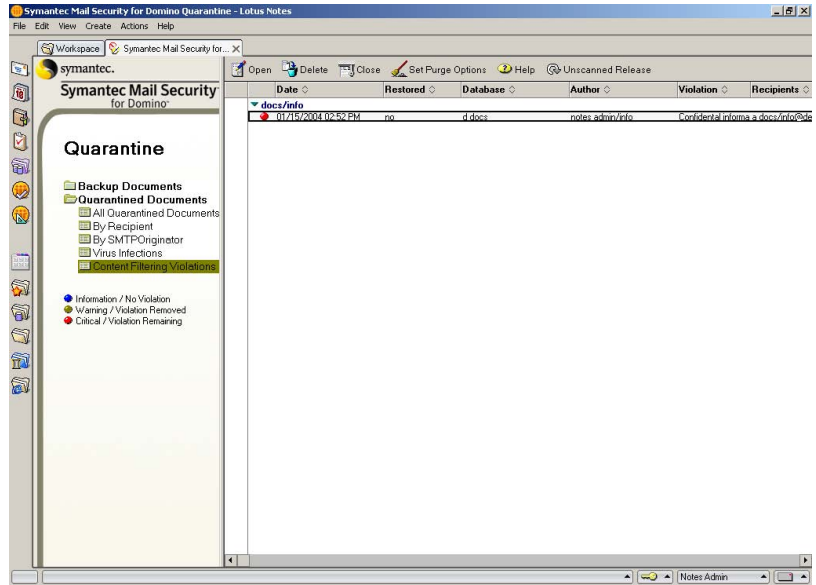 Symantec Mail Security for Domino Quarantine - Lotus Notes
File Edit View Create Actions Help
Workspace Symantec Mail Security for...
symantec.
Open Delete Close Set Purge Options Help Unscanned Release
Symantec Mail Security
for Domino
Date Restored Database Author Violation Recipients
docs/info
01/15/2004 02:52 PM no d docs notes admin/info Confidental informa a docs/info@de
Quarantine
Backup Documents
Quarantined Documents
All Quarantined Documents
By Recipient
By SMTPOriginator
Virus Infections
Content Filtering Violations
Information / No Violation
Warning / Violation Removed
Critical / Violation Remaining
Notes Admin